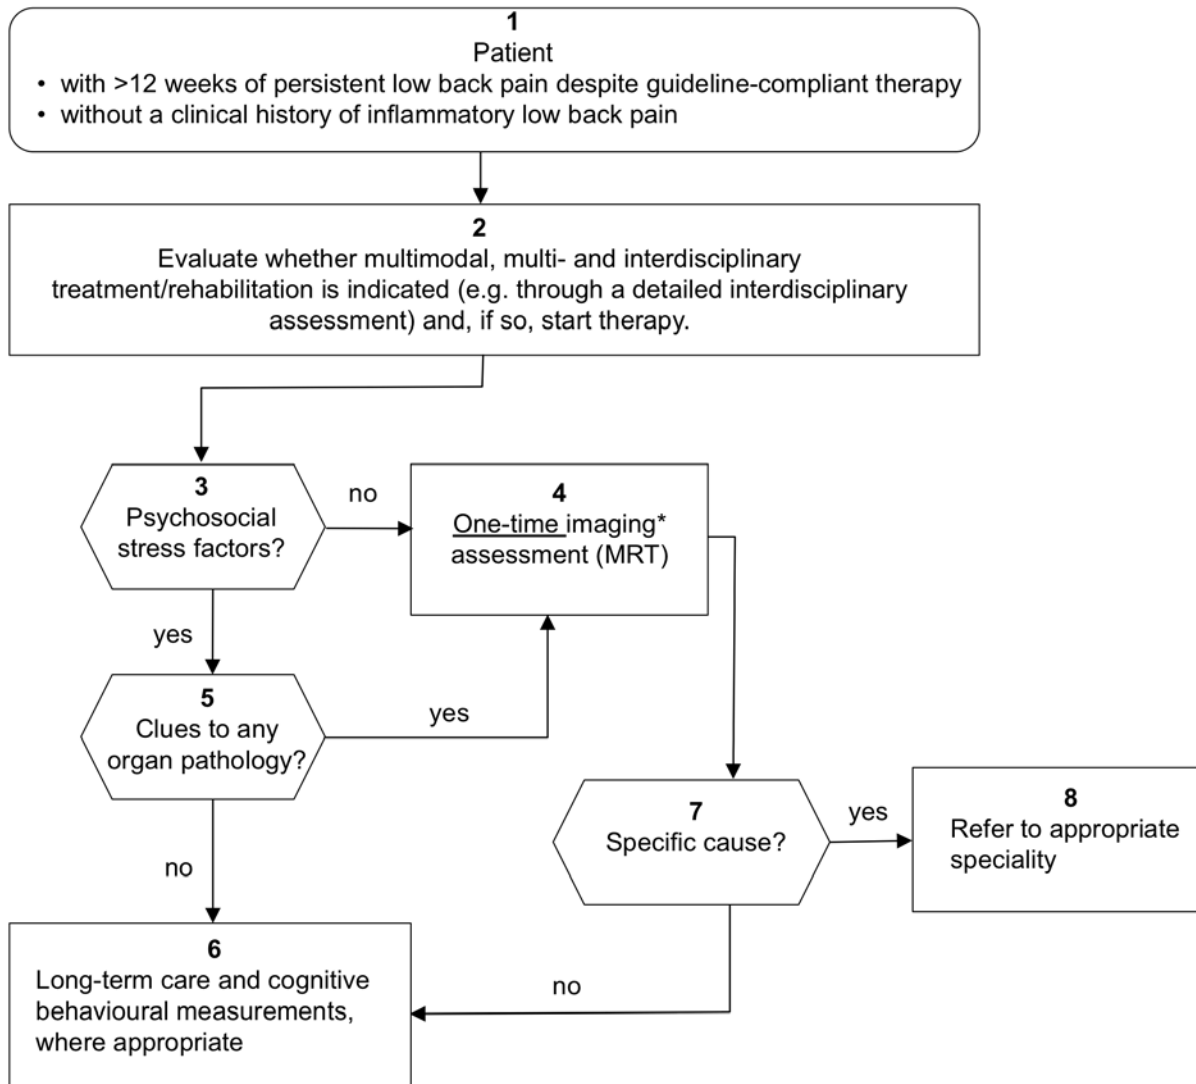 1
Patient
• with >12 weeks of persistent low back pain despite guideline-compliant therapy
• without a clinical history of inflammatory low back pain
2
Evaluate whether multimodal, multi- and interdisciplinary
treatment/rehabilitation is indicated (e.g. through a detailed interdisciplinary
assessment) and, if so, start therapy.
3
Psychosocial
stress factors?
no
4
One-time imaging*
assessment (MRT)
yes
5
Clues to any
organ pathology?
yes
7
Specific cause?
yes
8
Refer to appropriate
speciality
no
6
Long-term care and cognitive
behavioural measurements,
where appropriate
no